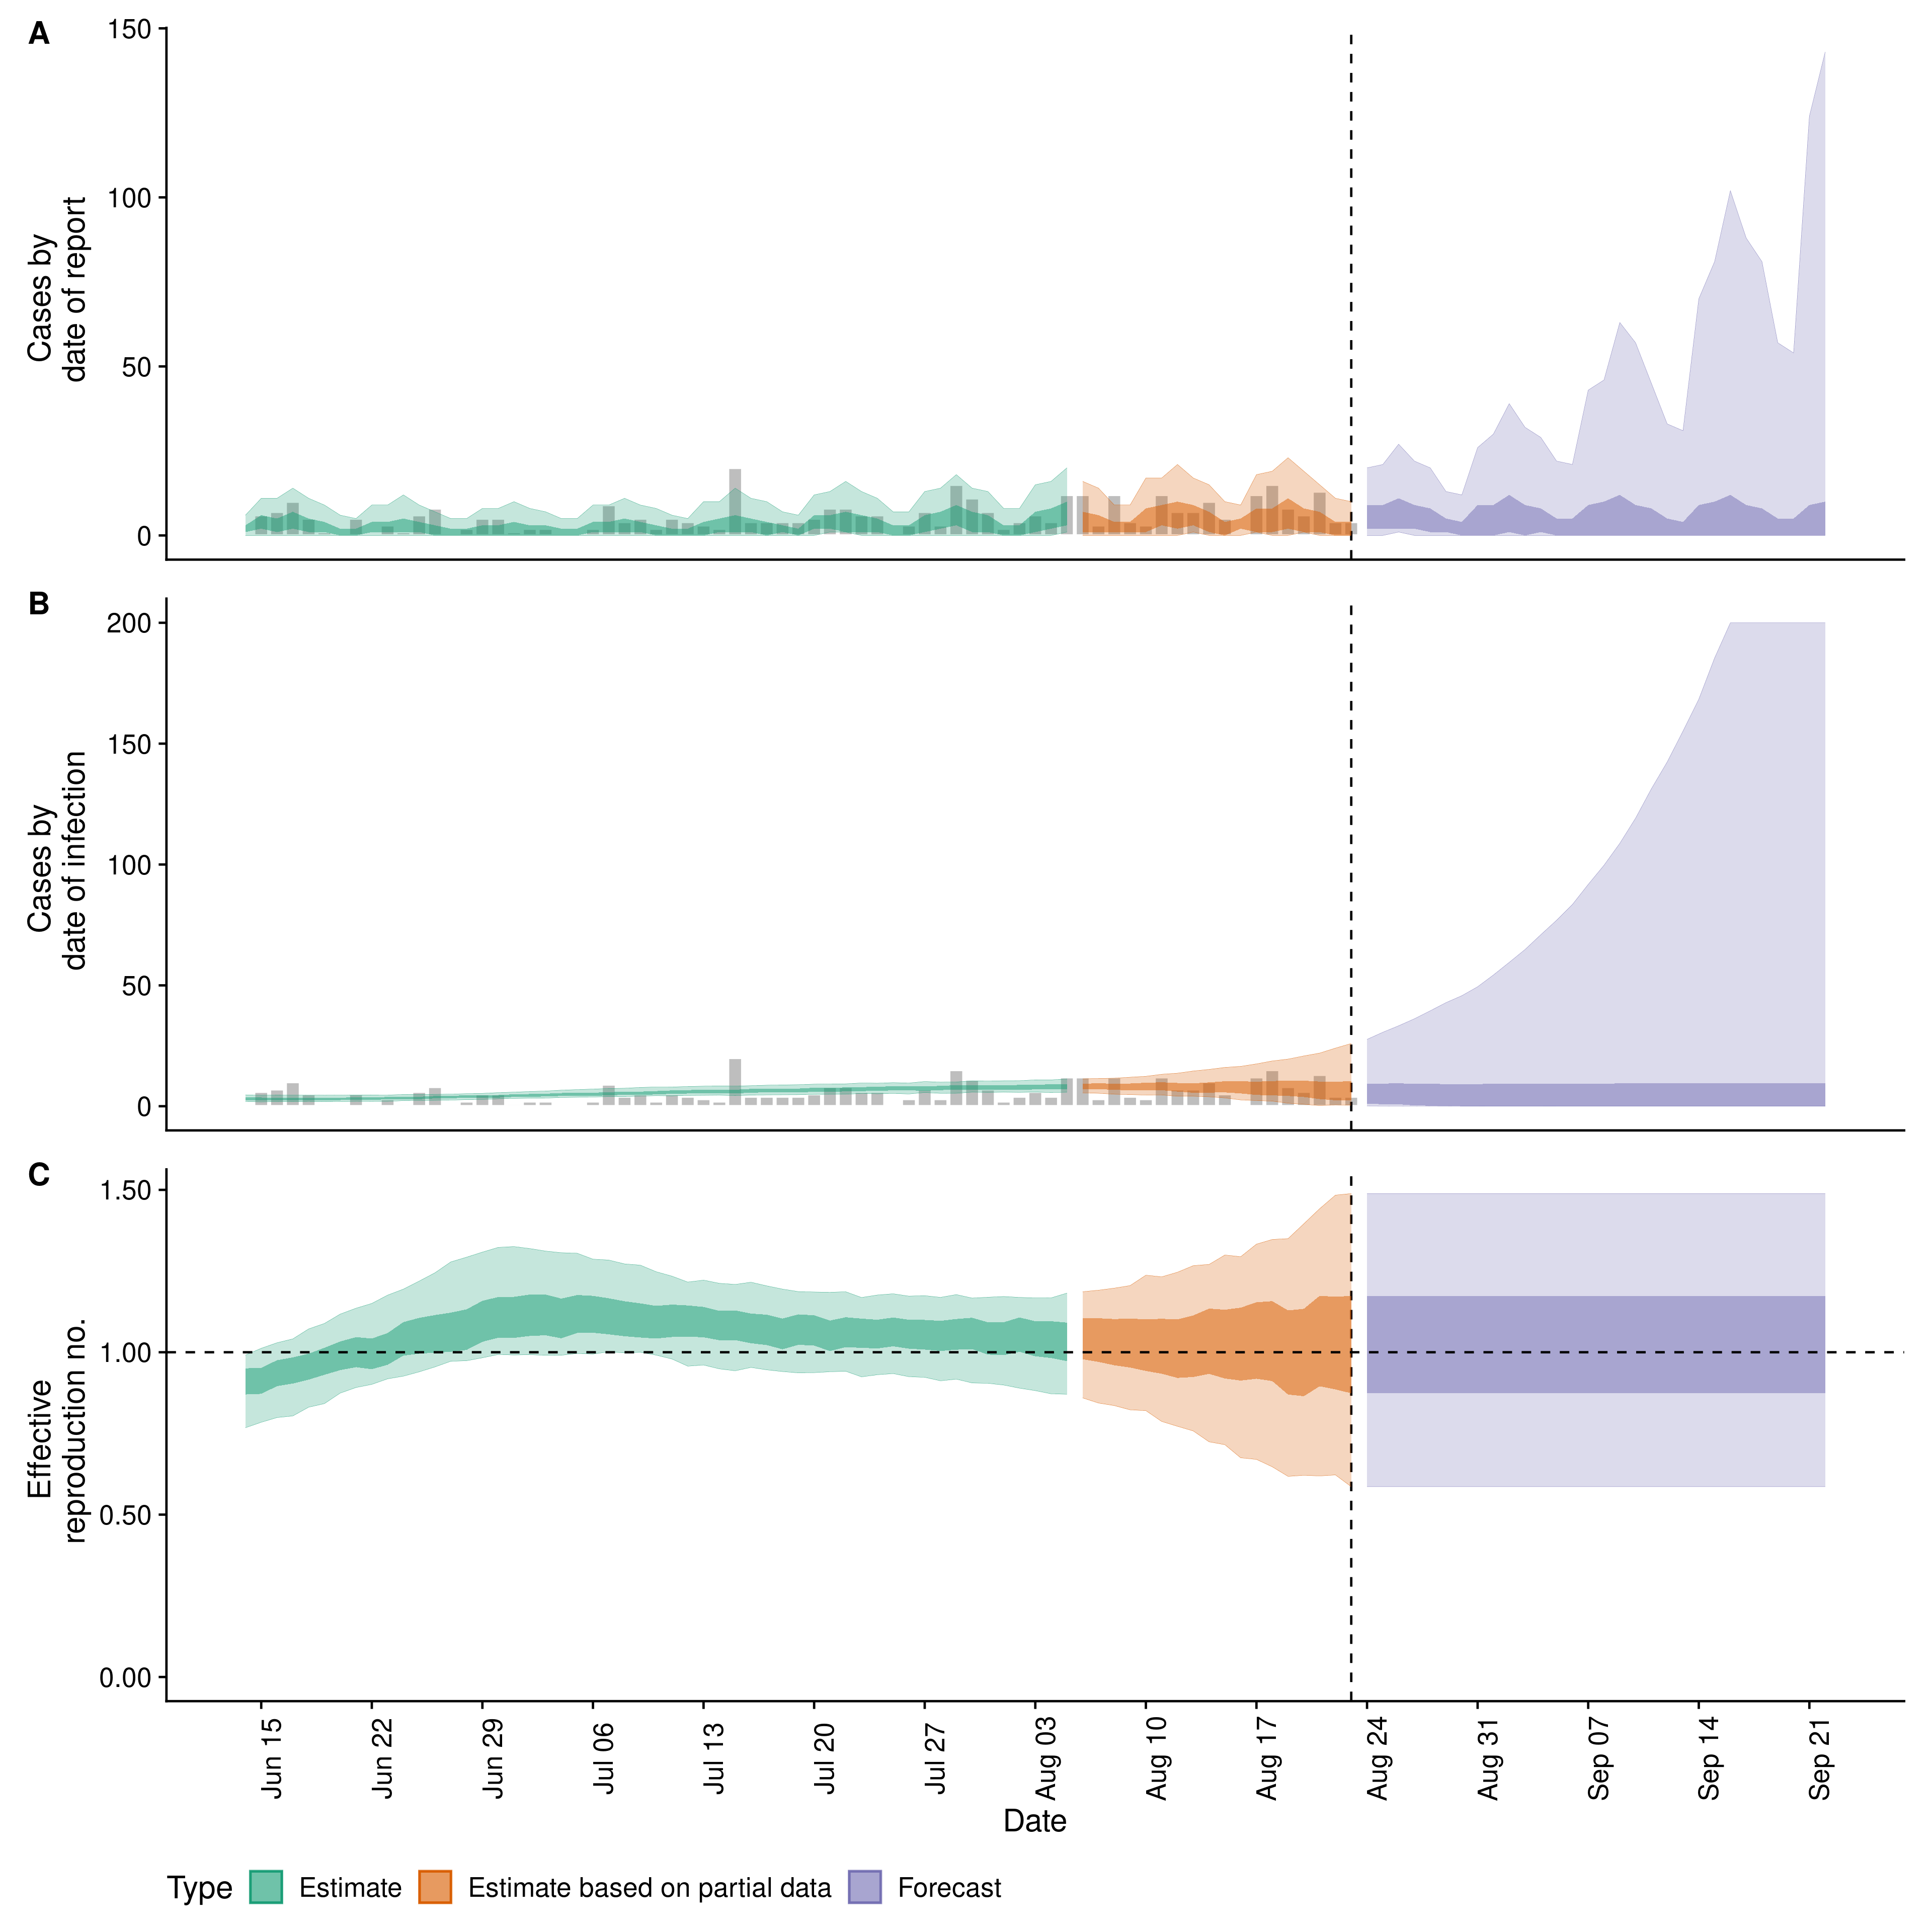 A
Cases by
date of report
150
100
50
0
B
Cases by
date of infection
200
150
100
50
0
C
Effective
reproduction no.
1.50
1.00
0.50
0.00
Jun 15
Jun 22
Jun 29
Jul 06
Jul 13
Jul 20
Jul 27
Aug 03
Aug 10
Aug 17
Aug 24
Aug 31
Sep 07
Sep 14
Sep 21
Date
Type Estimate Estimate based on partial data Forecast